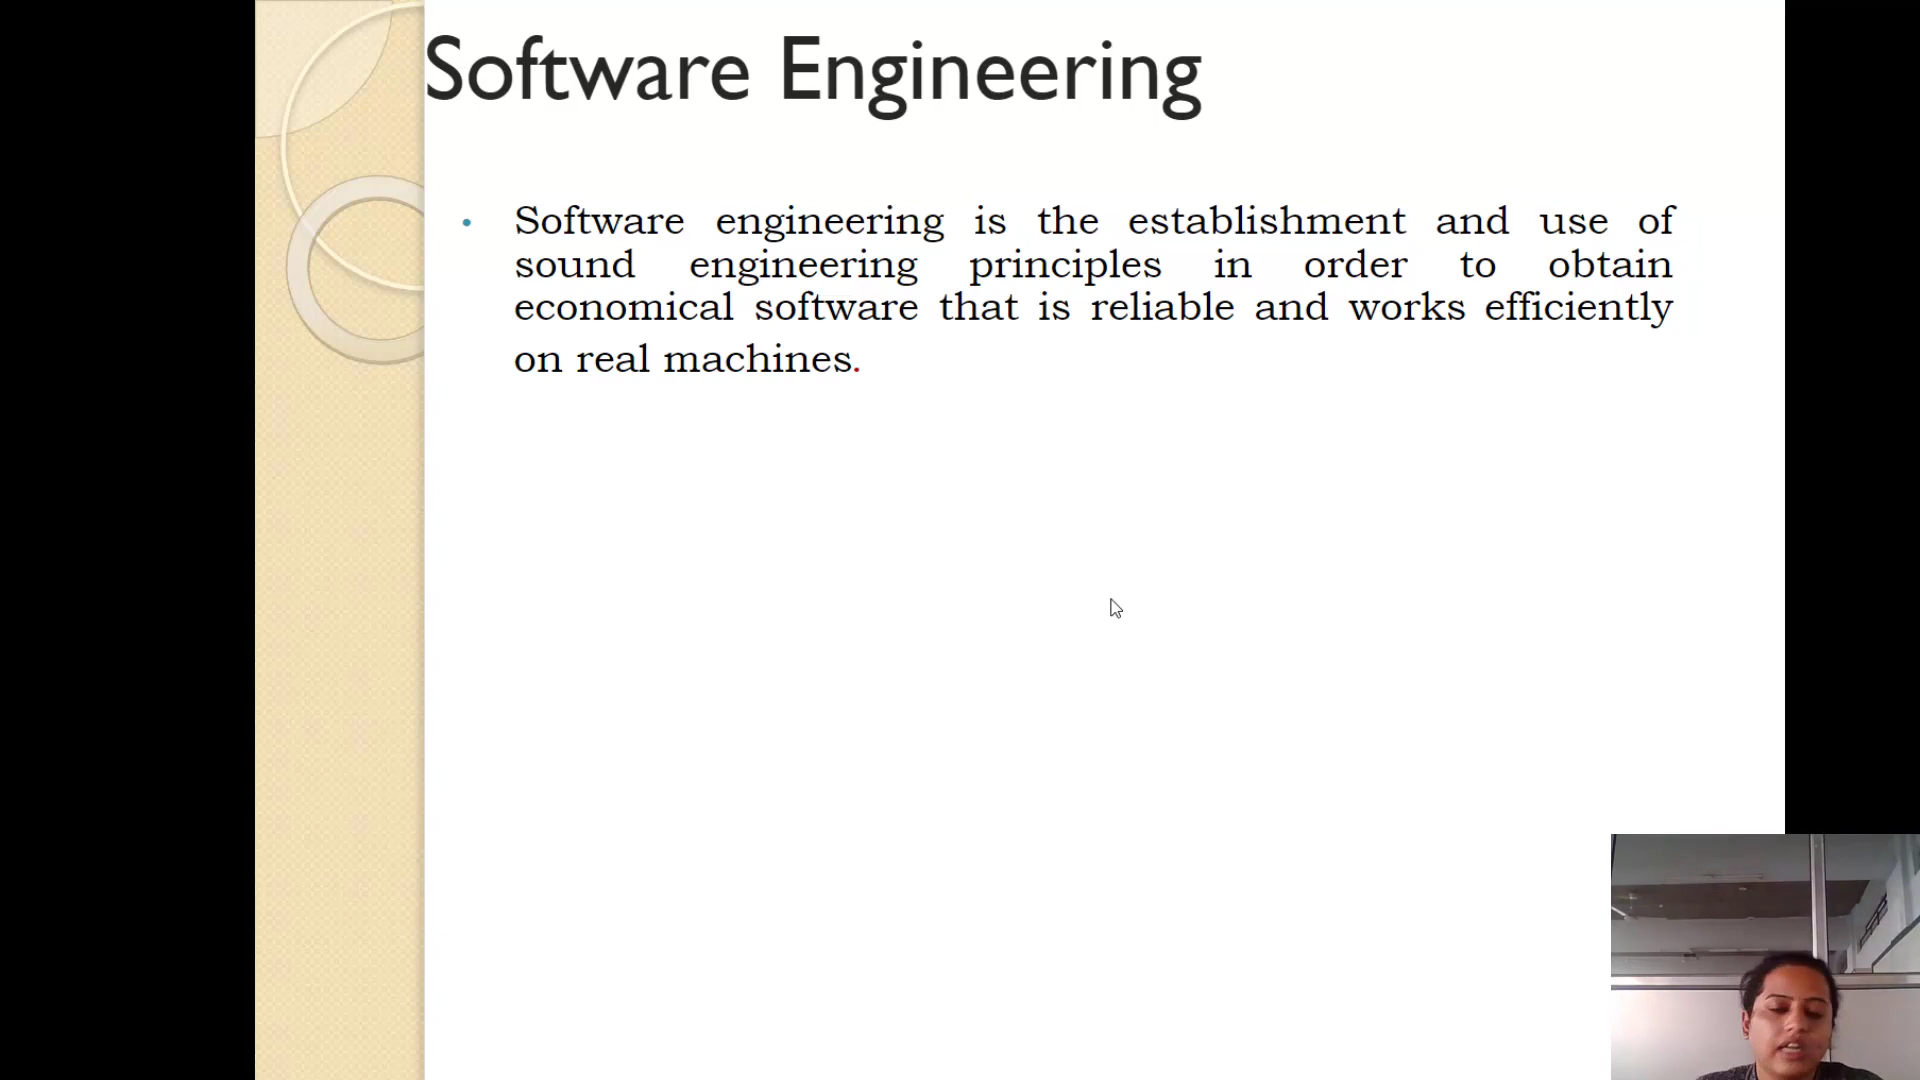 Software Engineering
• Software engineering is the establishment and use of
sound engineering principles in order to obtain
economical software that is reliable and works efficiently
on real machines.